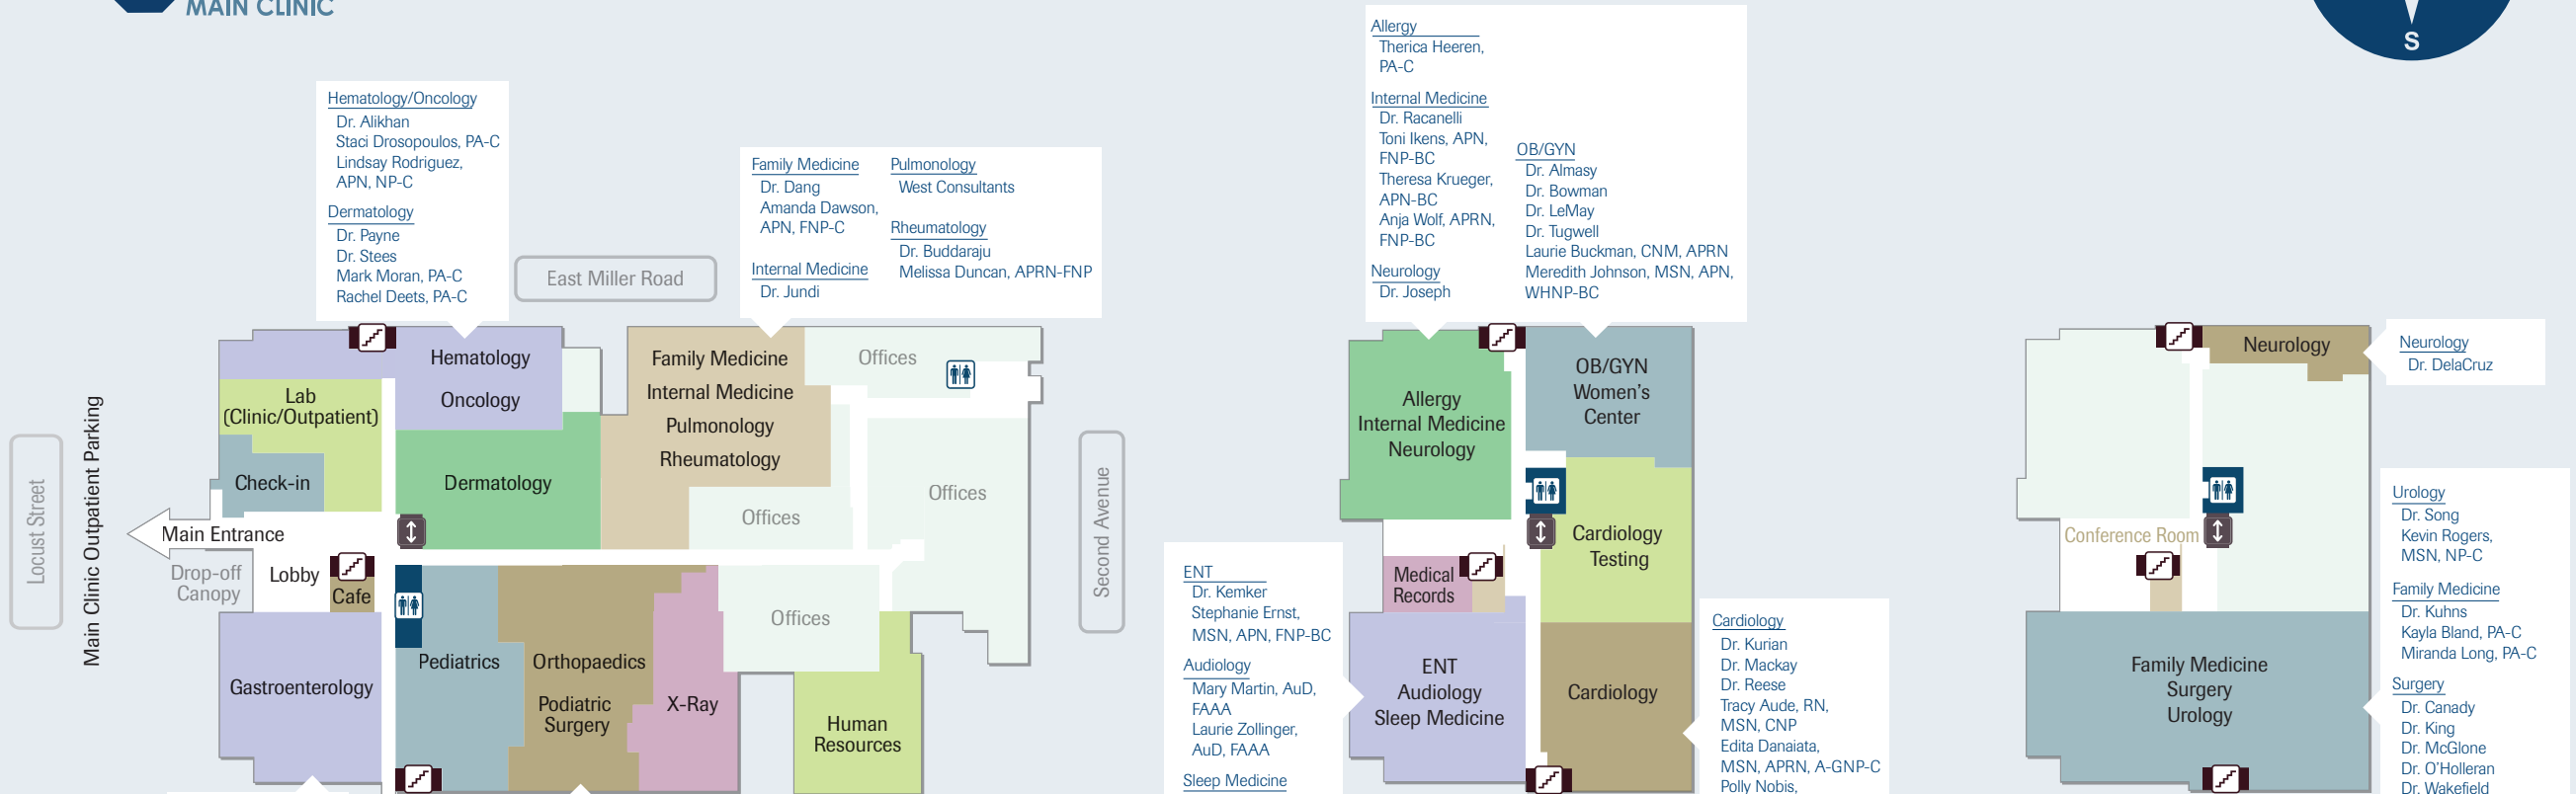 MAIN CLINIC
S
Hematology/Oncology
Dr. Alikhan
Staci Drosopoulos, PA-C
Lindsay Rodriguez,
APN, NP-C
Dermatology
Dr. Payne
Dr. Stees
Mark Moran, PA-C
Rachel Deets, PA-C
East Miller Road
Family Medicine
Dr. Dang
Amanda Dawson,
APN, FNP-C
Internal Medicine
Dr. Jundi
Pulmonology
West Consultants
Rheumatology
Dr. Buddaraju
Melissa Duncan, APRN-FNP
Locust Street
Main Clinic Outpatient Parking
Hematology
Oncology
Lab
(Clinic/Outpatient)
Check-in
Dermatology
Main Entrance
Drop-off
Canopy
Lobby
Cafe
Gastroenterology
Pediatrics
Orthopaedics
Podiatric
Surgery
X-Ray
Family Medicine
Internal Medicine
Pulmonology
Rheumatology
Offices
Offices
Offices
Offices
Human
Resources
Second Avenue
Allergy
Therica Heeren,
PA-C
Internal Medicine
Dr. Racanelli
Toni Ikens, APN,
FNP-BC
Theresa Krueger,
APN-BC
Anja Wolf, APRN,
FNP-BC
Neurology
Dr. Joseph
OB/GYN
Dr. Almasy
Dr. Bowman
Dr. LeMay
Dr. Tugwell
Laurie Buckman, CNM, APRN
Meredith Johnson, MSN, APN,
WHNP-BC
Allergy
Internal Medicine
Neurology
OB/GYN
Women's
Center
Cardiology
Testing
Medical
Records
ENT
Audiology
Sleep Medicine
Cardiology
ENT
Dr. Kemker
Stephanie Ernst,
MSN, APN, FNP-BC
Audiology
Mary Martin, AuD,
FAAA
Laurie Zollinger,
AuD, FAAA
Sleep Medicine
Cardiology
Dr. Kurian
Dr. Mackay
Dr. Reese
Tracy Aude, RN,
MSN, CNP
Edita Danaiata,
MSN, APRN, A-GNP-C
Polly Nobis,
Neurology
Conference Room
Family Medicine
Surgery
Urology
Neurology
Dr. DelaCruz
Urology
Dr. Song
Kevin Rogers,
MSN, NP-C
Family Medicine
Dr. Kuhns
Kayla Bland, PA-C
Miranda Long, PA-C
Surgery
Dr. Canady
Dr. King
Dr. McGlone
Dr. O'Holleran
Dr. Wakefield